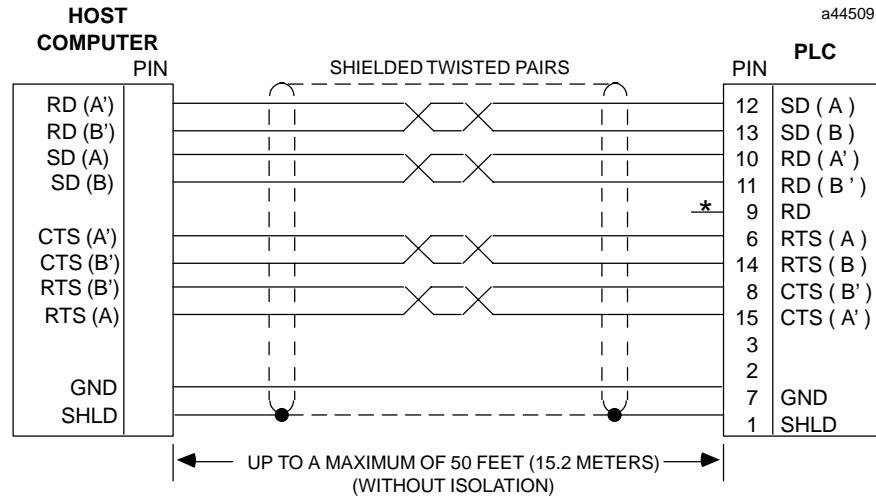 HOST
COMPUTER
PIN
SHIELDED TWISTED PAIRS
a44509
PLC
PIN
RD (A')
RD (B')
SD (A)
SD (B)
CTS (A')
CTS (B')
RTS (B')
RTS (A)
GND
SHLD
*
12 SD ( A )
13 SD ( B )
10 RD ( A' )
11 RD ( B ' )
9 RD
6 RTS ( A )
14 RTS ( B )
8 CTS ( B' )
15 CTS ( A' )
3
2
7 GND
1 SHLD
UP TO A MAXIMUM OF 50 FEET (15.2 METERS)
(WITHOUT ISOLATION)